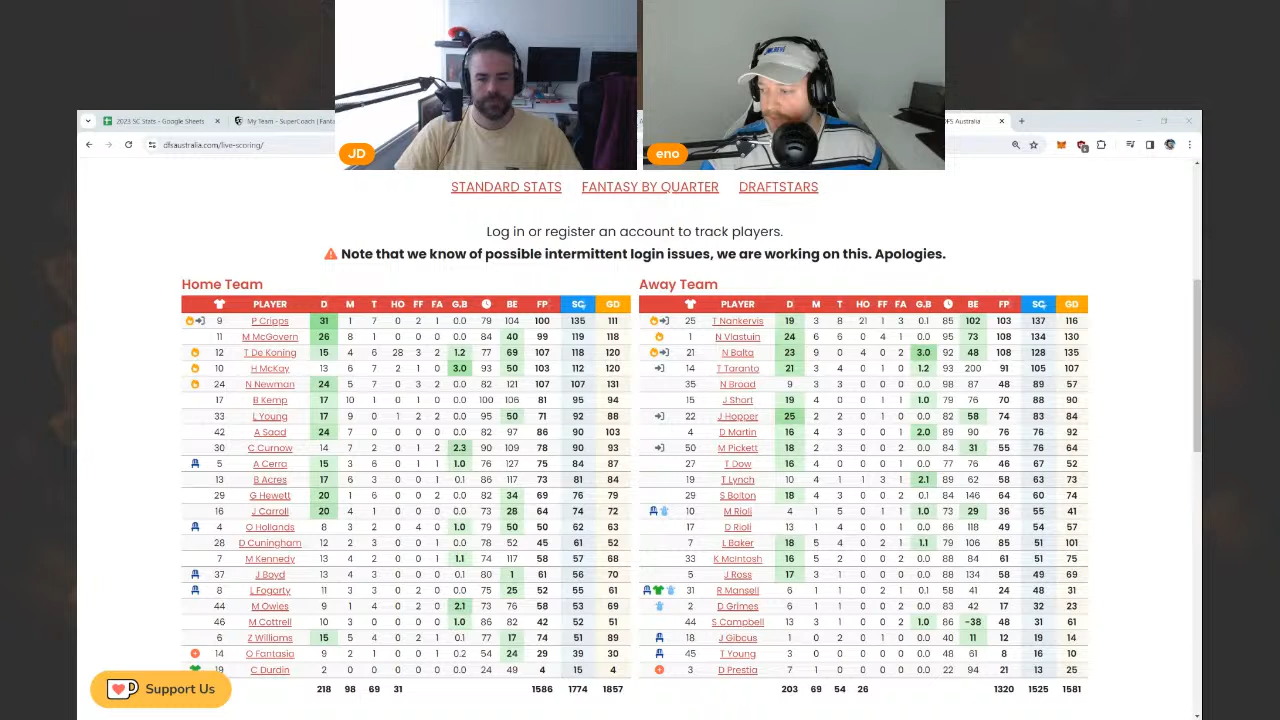 2023 SC Stats - Google Sheets
My Team - SuperCoach (Fanta
DFS Australia
dfsaustralia.com/live-scoring/
JD
eno
STANDARD STATS FANTASY BY QUARTER DRAFTSTARS
Log in or register an account to track players.
Note that we know of possible intermittent login issues, we are working on this. Apologies.
Home Team
PLAYER D M T HO FF FA G.B BE FP SC GD
9 P Cripps 31 1 7 0 2 1 0.0 79 104 100 135 111
11 M McGovern 26 8 1 0 0 0 0.0 84 40 99 119 118
12 T De Koning 15 4 6 28 3 2 1.2 77 69 107 118 120
10 H McKay 13 6 7 2 1 0 3.0 93 50 103 112 120
24 N Newman 24 5 7 0 3 2 0.0 82 121 107 107 131
17 B Kemp 17 10 1 0 1 0 0.0 100 106 81 95 94
33 L Young 17 9 0 1 2 2 0.0 95 50 71 92 88
42 A Saad 24 7 0 0 0 0 0.0 82 97 86 90 103
30 C Curnow 14 7 2 0 1 2 2.3 90 109 78 90 93
5 A Cerra 15 3 6 0 1 1 1.0 76 127 75 84 87
13 B Acres 17 6 3 0 0 1 0.1 86 117 73 81 84
29 G Hewett 20 1 6 0 0 2 0.0 82 34 69 76 79
16 J Carroll 20 4 1 0 0 0 0.0 73 28 64 74 72
4 O Hollands 8 3 2 0 4 0 1.0 79 50 50 62 63
28 D Cuningham 12 2 3 0 0 1 0.0 78 52 45 61 52
7 M Kennedy 13 4 2 0 1 0 1.1 74 117 58 57 68
37 J Boyd 13 4 3 0 0 0 0.1 80 1 61 56 70
8 L Fogarty 11 3 3 0 2 0 0.0 75 25 52 55 61
44 M Owies 9 1 4 0 2 0 2.1 73 76 58 53 69
46 M Cottrell 10 3 0 0 0 0 1.0 86 82 42 52 51
6 Z Williams 15 5 4 0 2 1 0.1 77 17 74 51 89
14 O Fantasia 9 2 1 0 0 1 0.2 54 24 29 39 30
19 C Durdin 2 0 0 0 0 0 0.0 24 49 4 15 4
218 98 69 31 1586 1774 1857
Away Team
PLAYER D M T HO FF FA G.B BE FP SC GD
25 T Nankervis 19 3 8 21 1 3 0.1 85 102 103 137 116
1 N Vlastuin 24 6 6 0 4 1 0.0 95 73 108 134 130
21 N Balta 23 9 0 4 0 2 3.0 92 48 108 128 135
14 T Taranto 21 3 4 0 1 0 1.2 93 200 91 105 107
35 N Broad 9 3 3 0 0 0 0.0 98 87 48 89 57
15 J Short 19 4 0 0 1 1 1.0 79 76 70 88 90
22 J Hopper 25 2 2 0 1 0 0.0 82 58 74 83 84
4 D Martin 16 4 3 0 0 1 2.0 89 90 76 76 92
50 M Pickett 18 2 3 0 0 2 0.0 84 31 55 76 64
27 T Dow 16 4 0 0 0 1 0.0 77 76 46 67 52
19 T Lynch 10 4 1 1 3 1 2.1 89 62 58 63 73
29 S Bolton 18 4 3 0 0 2 0.1 84 146 64 60 74
10 M Rioli 4 1 5 0 1 1 1.0 73 29 36 55 41
17 D Rioli 13 1 4 0 0 1 0.0 86 118 49 54 57
7 L Baker 18 5 4 0 2 1 1.1 79 106 85 51 101
33 K McIntosh 16 5 2 0 0 2 0.0 88 84 61 51 75
5 J Ross 17 3 1 0 0 0 0.0 88 134 58 49 69
31 R Mansell 6 1 1 0 2 1 0.1 58 41 24 48 31
2 D Grimes 6 1 1 0 0 2 0.0 83 42 17 32 23
44 S Campbell 13 3 1 0 0 2 1.0 86 -38 48 31 61
18 J Gibcus 1 0 2 1 0 1 0.0 40 11 12 19 14
45 T Young 3 0 0 0 0 0 0.0 48 61 8 16 10
3 D Prestia 7 1 0 0 0 0 0.0 22 94 21 13 25
203 69 54 26 1320 1525 1581
Support Us